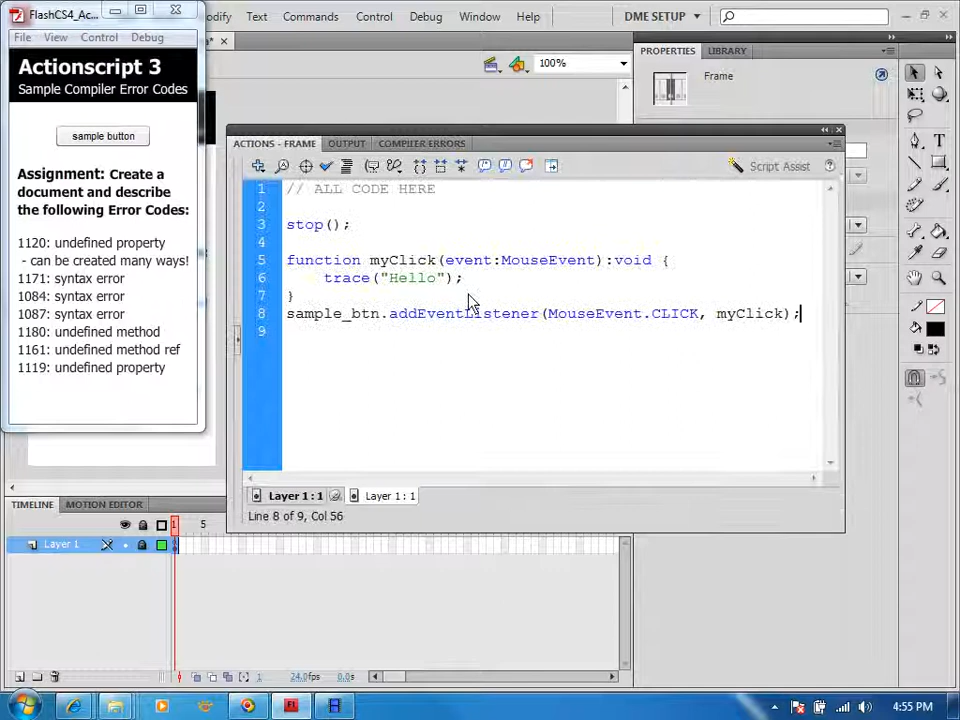 FlashCS4_Ac...
File View Control Debug
Actionscript 3
Sample Compiler Error Codes
sample button
Assignment: Create a
document and describe
the following Error Codes:
1120: undefined property
- can be created many ways!
1171: syntax error
1084: syntax error
1087: syntax error
1180: undefined method
1161: undefined method ref
1119: undefined property
odify Text Commands Control Debug Window Help
DME SETUP
100%
PROPERTIES LIBRARY
Frame
ACTIONS - FRAME OUTPUT COMPILER ERRORS
Script Assist
1 // ALL CODE HERE
2
3 stop();
4
5 function myClick(event:MouseEvent):void {
6 trace("Hello");
7 }
8 sample_btn.addEventListener(MouseEvent.CLICK, myClick);
9
Layer 1 : 1 Layer 1 : 1
Line 8 of 9, Col 56
TIMELINE MOTION EDITOR
1 5
Layer 1
1 24.0fps 0.0s
4:55 PM